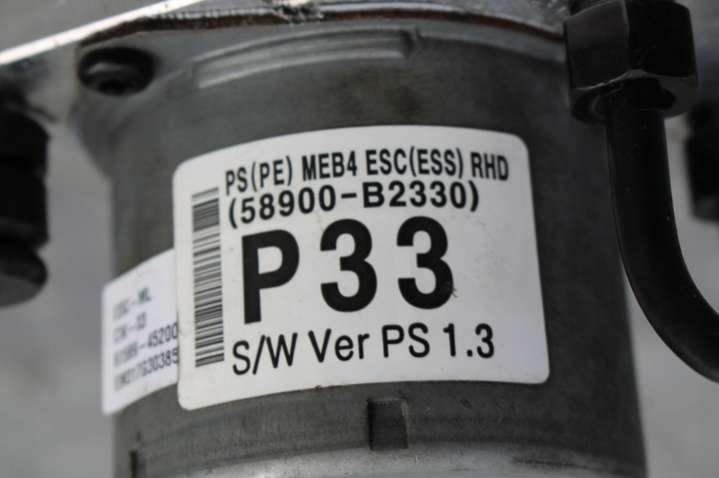 PS(PE) MEB4 ESC(ESS) RHD
(58900-B2330)
P33
S/W Ver PS 1.3